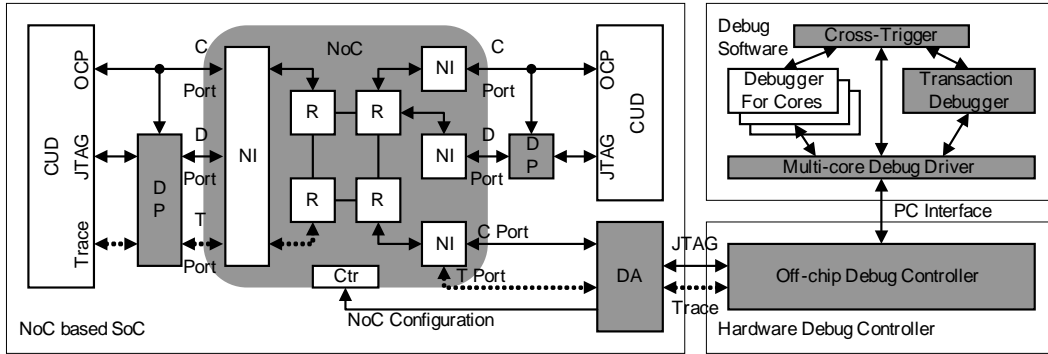 NoC
C
Port
OCP
NI
NI
C
Port
OCP
R
R
CUD
JTAG
D
P
D
Port
NI
D
Port
D
P
JTAG
CUD
R
R
Trace
T
Port
NI
C Port
T Port
Ctr
DA
NoC Configuration
NoC based SoC
JTAG
Trace
Debug
Software
Cross-Trigger
Debugger
For Cores
Transaction
Debugger
Multi-core Debug Driver
PC Interface
Off-chip Debug Controller
Hardware Debug Controller